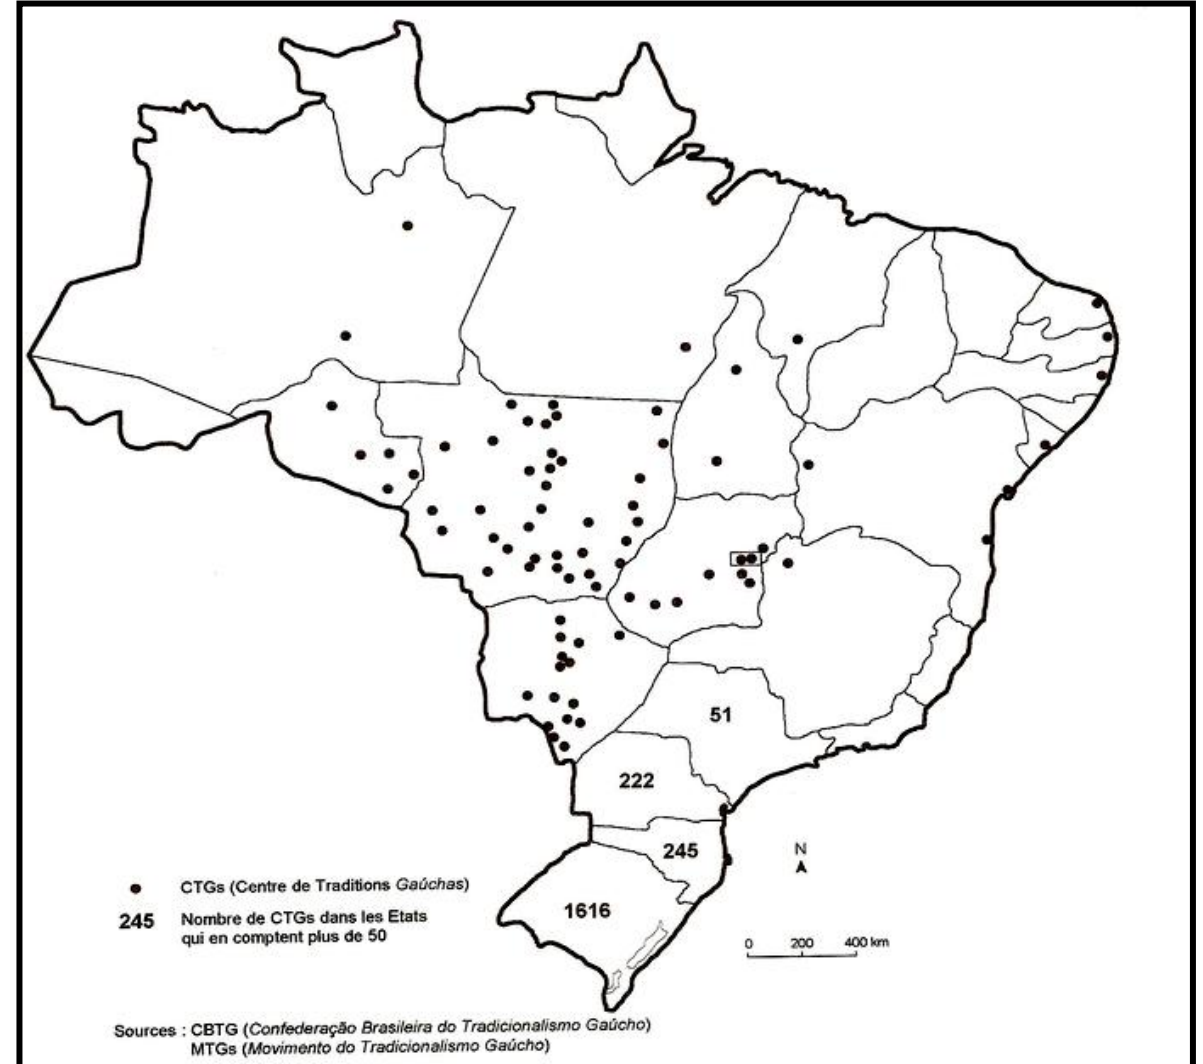 51
222
245
1616
N
0 200 400 km
CTGs (Centre de Traditions Gaúchas)
245 Nombre de CTGs dans les Etats
qui en comptent plus de 50
Sources : CBTG (Confederação Brasileira do Tradicionalismo Gaúcho)
MTGs (Movimento do Tradicionalismo Gaúcho)